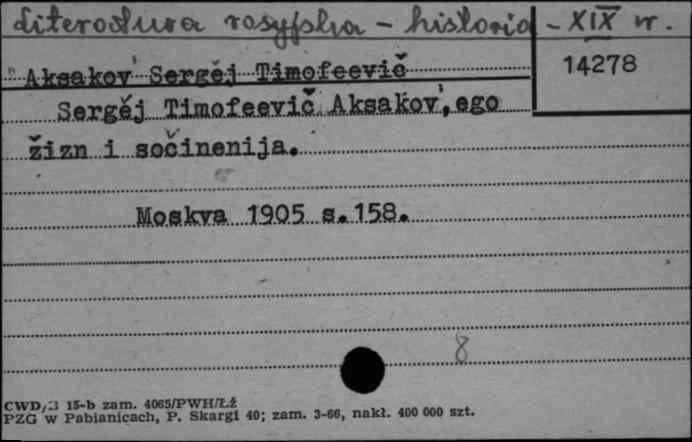 Literatura rosyjska - historia - XIX w.
Aksakov' Sergěj Timofeevič
14278
Sergěj Timofeevič Aksakov', ego
žizn i sočinenija.
Moskva 1905 s. 158.
8
CWD/3 15-b zam. 4065/PWH/Łź
PZG w Pabianicach, P. Skargi 40; zam. 3-66, nakł. 400 000 szt.